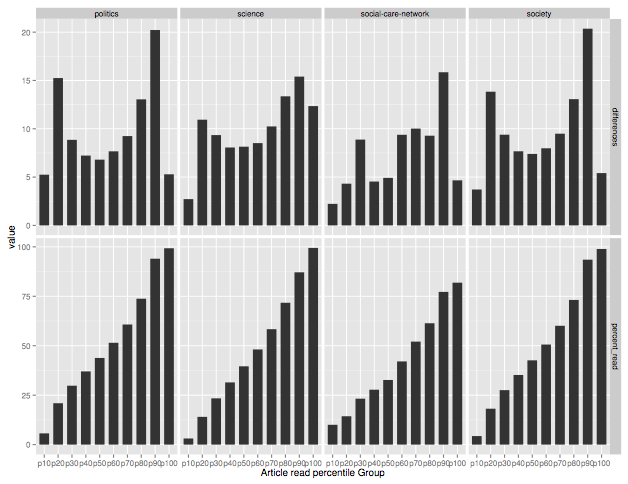 politics science social-care-network society
20
15
10
5
0
differences
value
100
75
50
25
0
percent_read
p10p20p30p40p50p60p70p80p90p100 p10p20p30p40p50p60p70p80p90p100 p10p20p30p40p50p60p70p80p90p100 p10p20p30p40p50p60p70p80p90p100
Article read percentile Group